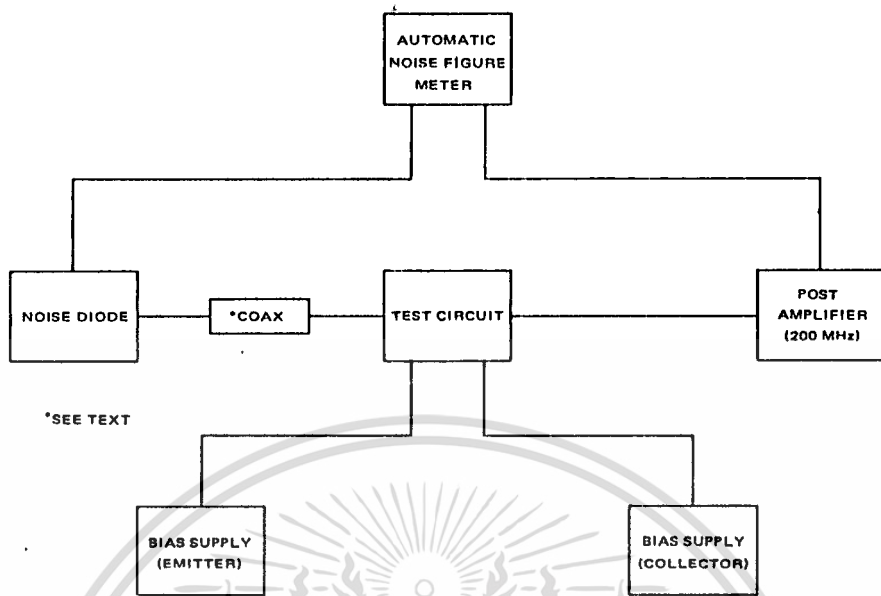 AUTOMATIC
NOISE FIGURE
METER
NOISE DIODE
*COAX
TEST CIRCUIT
POST
AMPLIFIER
(200 MHz)
*SEE TEXT
BIAS SUPPLY
(EMITTER)
BIAS SUPPLY
(COLLECTOR)